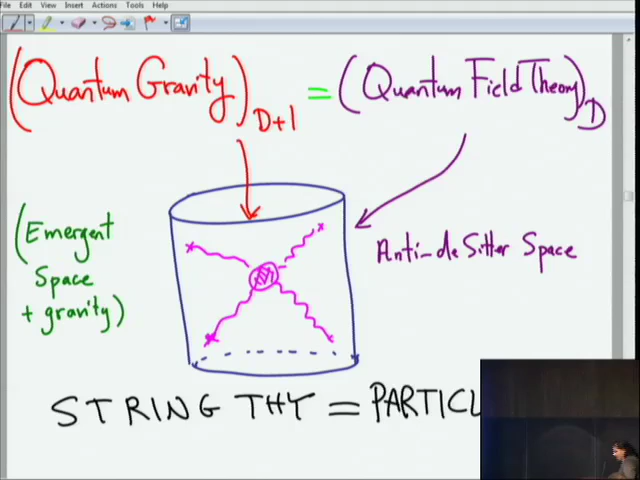 File Edit View Insert Actions Tools Help
(Quantum Gravity)D+1 = (Quantum Field Theory)D
(Emergent
Space
+ gravity)
Anti-de Sitter Space
STRING THY = PARTICL